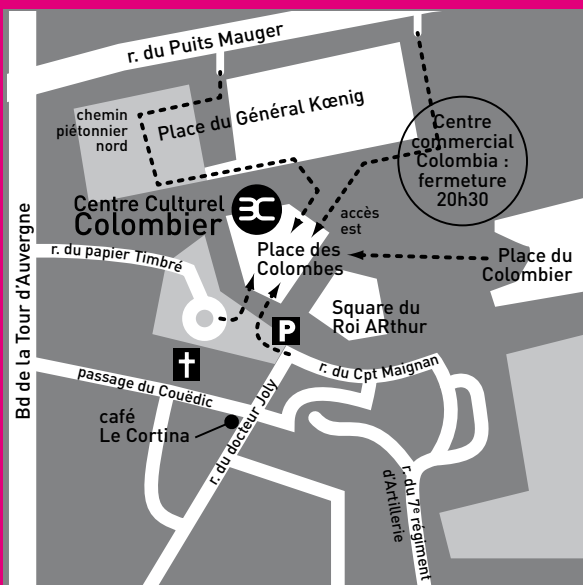 r. du Puits Mauger
chemin
piétonnier
nord
Place du Général Kœnig
Centre
commercial
Colombia :
fermeture
20h30
Centre Culturel
Colombier
accès
est
Place des
Colombes
Place du
Colombier
r. du papier Timbré
Bd de la Tour d'Auvergne
Square du
Roi ARthur
P
r. du Cpt Maignan
passage du Couëdic
café
Le Cortina
r. du docteur Joly
r. du 7e régiment
d'Artillerie